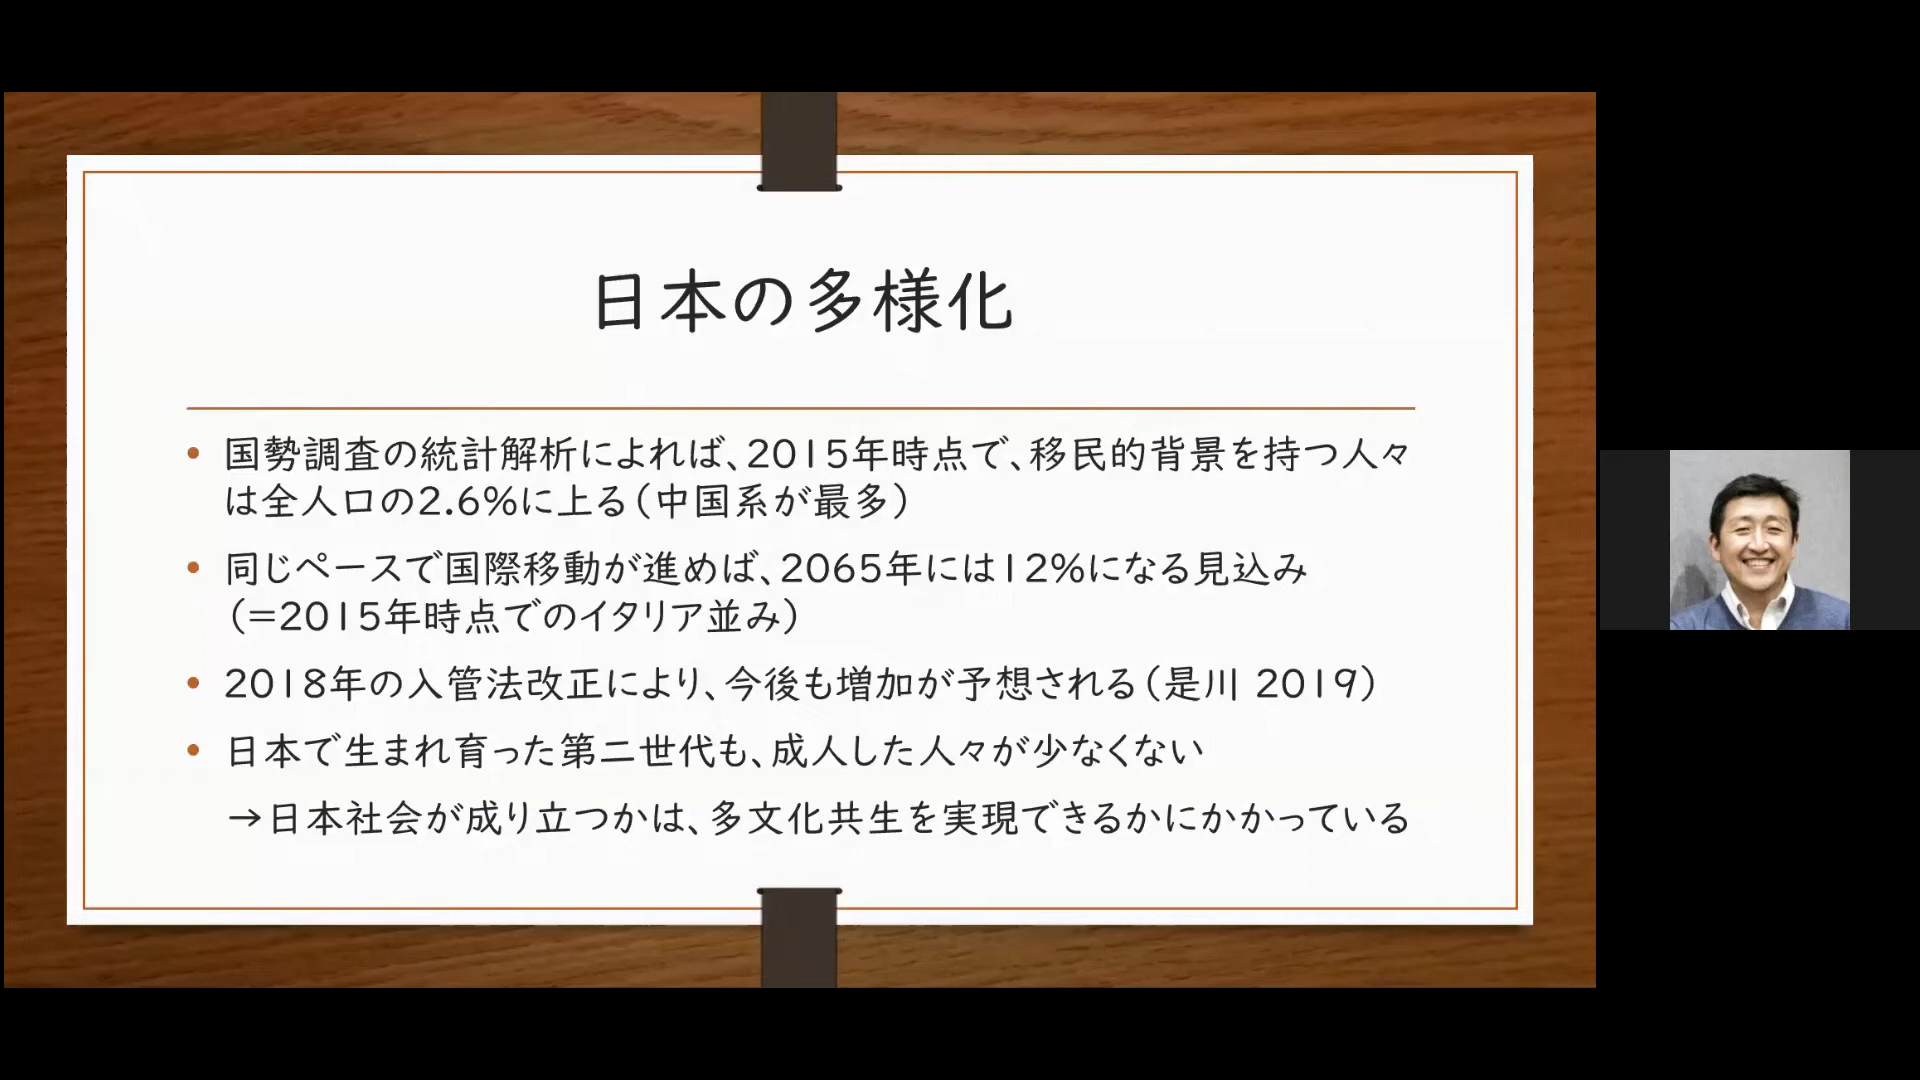 日本の多様化
• 国勢調査の統計解析によれば、2015年時点で、移民的背景を持つ人々
は全人口の2.6%に上る（中国系が最多）
• 同じペースで国際移動が進めば、2065年には12%になる見込み
（=2015年時点でのイタリア並み）
• 2018年の入管法改正により、今後も増加が予想される（是川 2019）
• 日本で生まれ育った第二世代も、成人した人々が少なくない
→日本社会が成り立つかは、多文化共生を実現できるかにかかっている